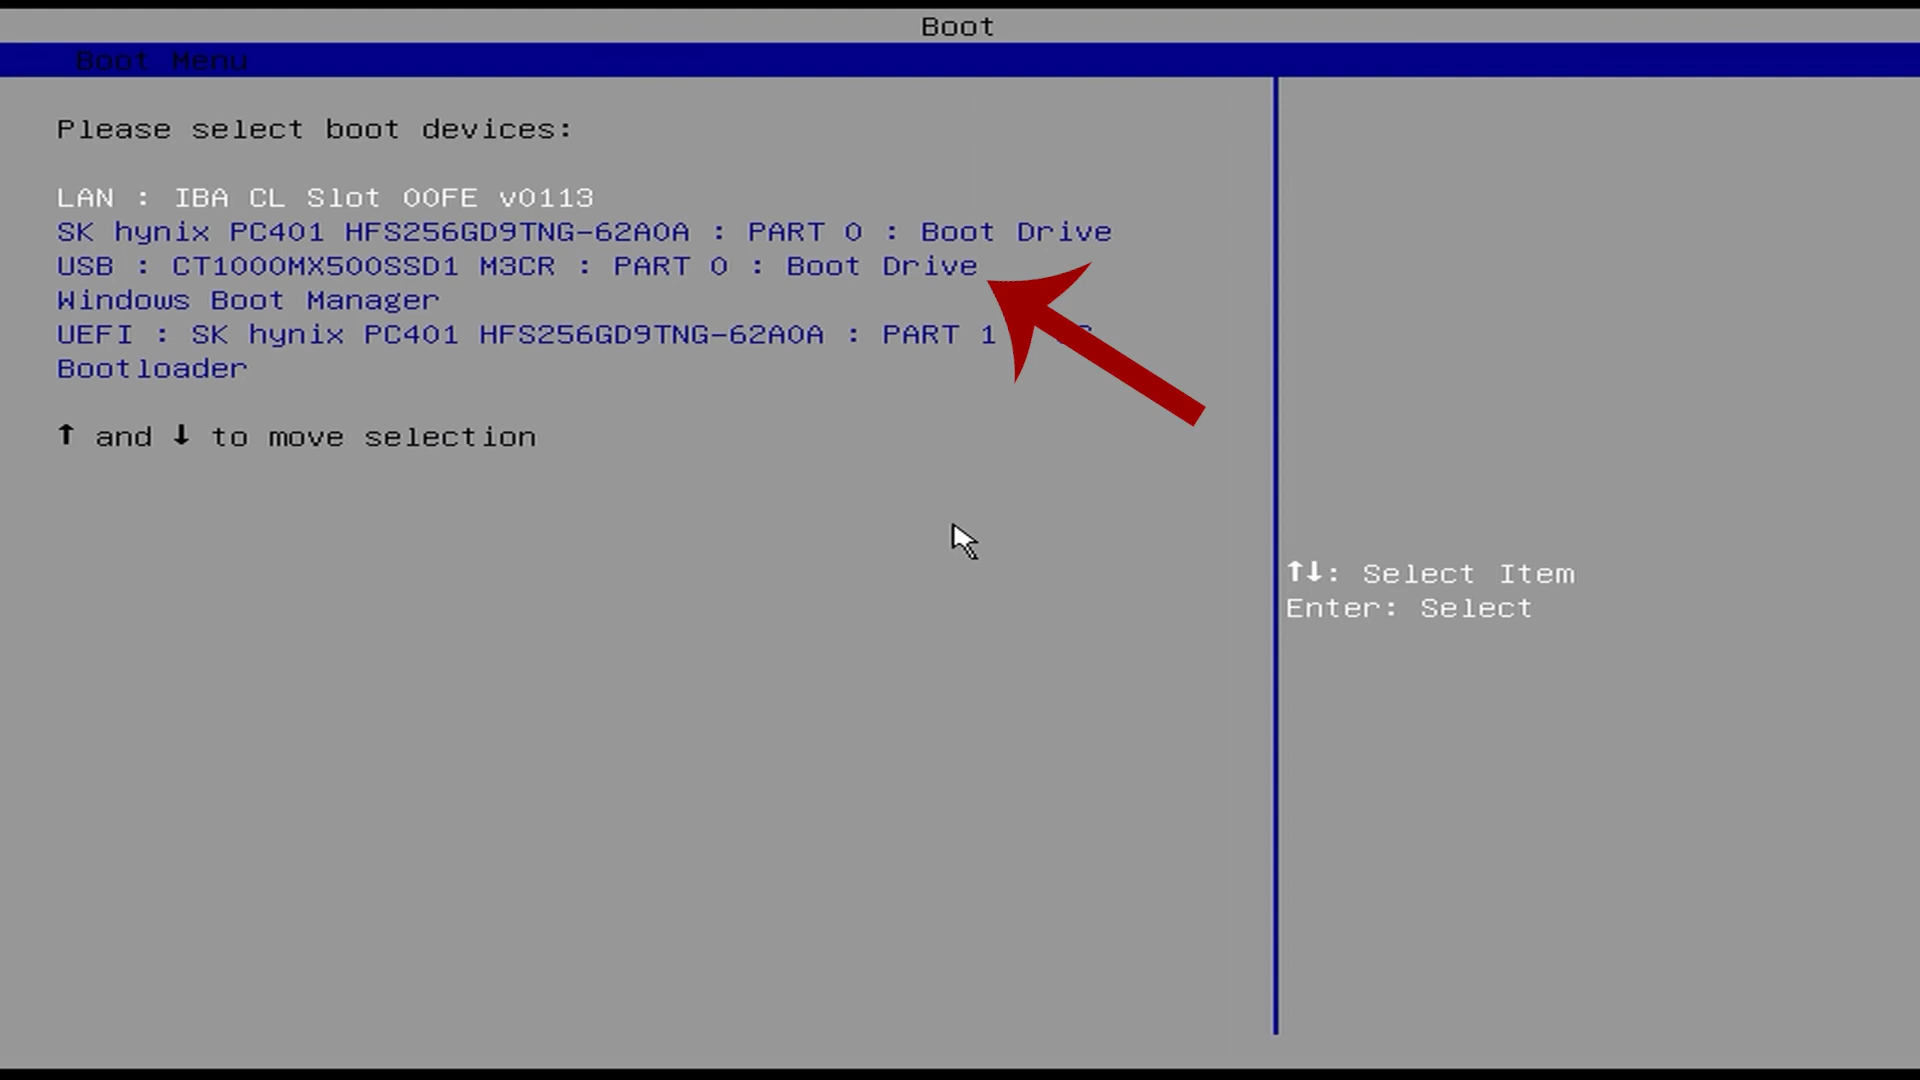 Boot
Boot Menu
Please select boot devices:
LAN : IBA CL Slot 00FE v0113
SK hynix PC401 HFS256GD9TNG-62A0A : PART 0 : Boot Drive
USB : CT1000MX500SSD1 M3CR : PART 0 : Boot Drive
Windows Boot Manager
UEFI : SK hynix PC401 HFS256GD9TNG-62A0A : PART 1
Bootloader
↑ and ↓ to move selection
↑↓: Select Item
Enter: Select